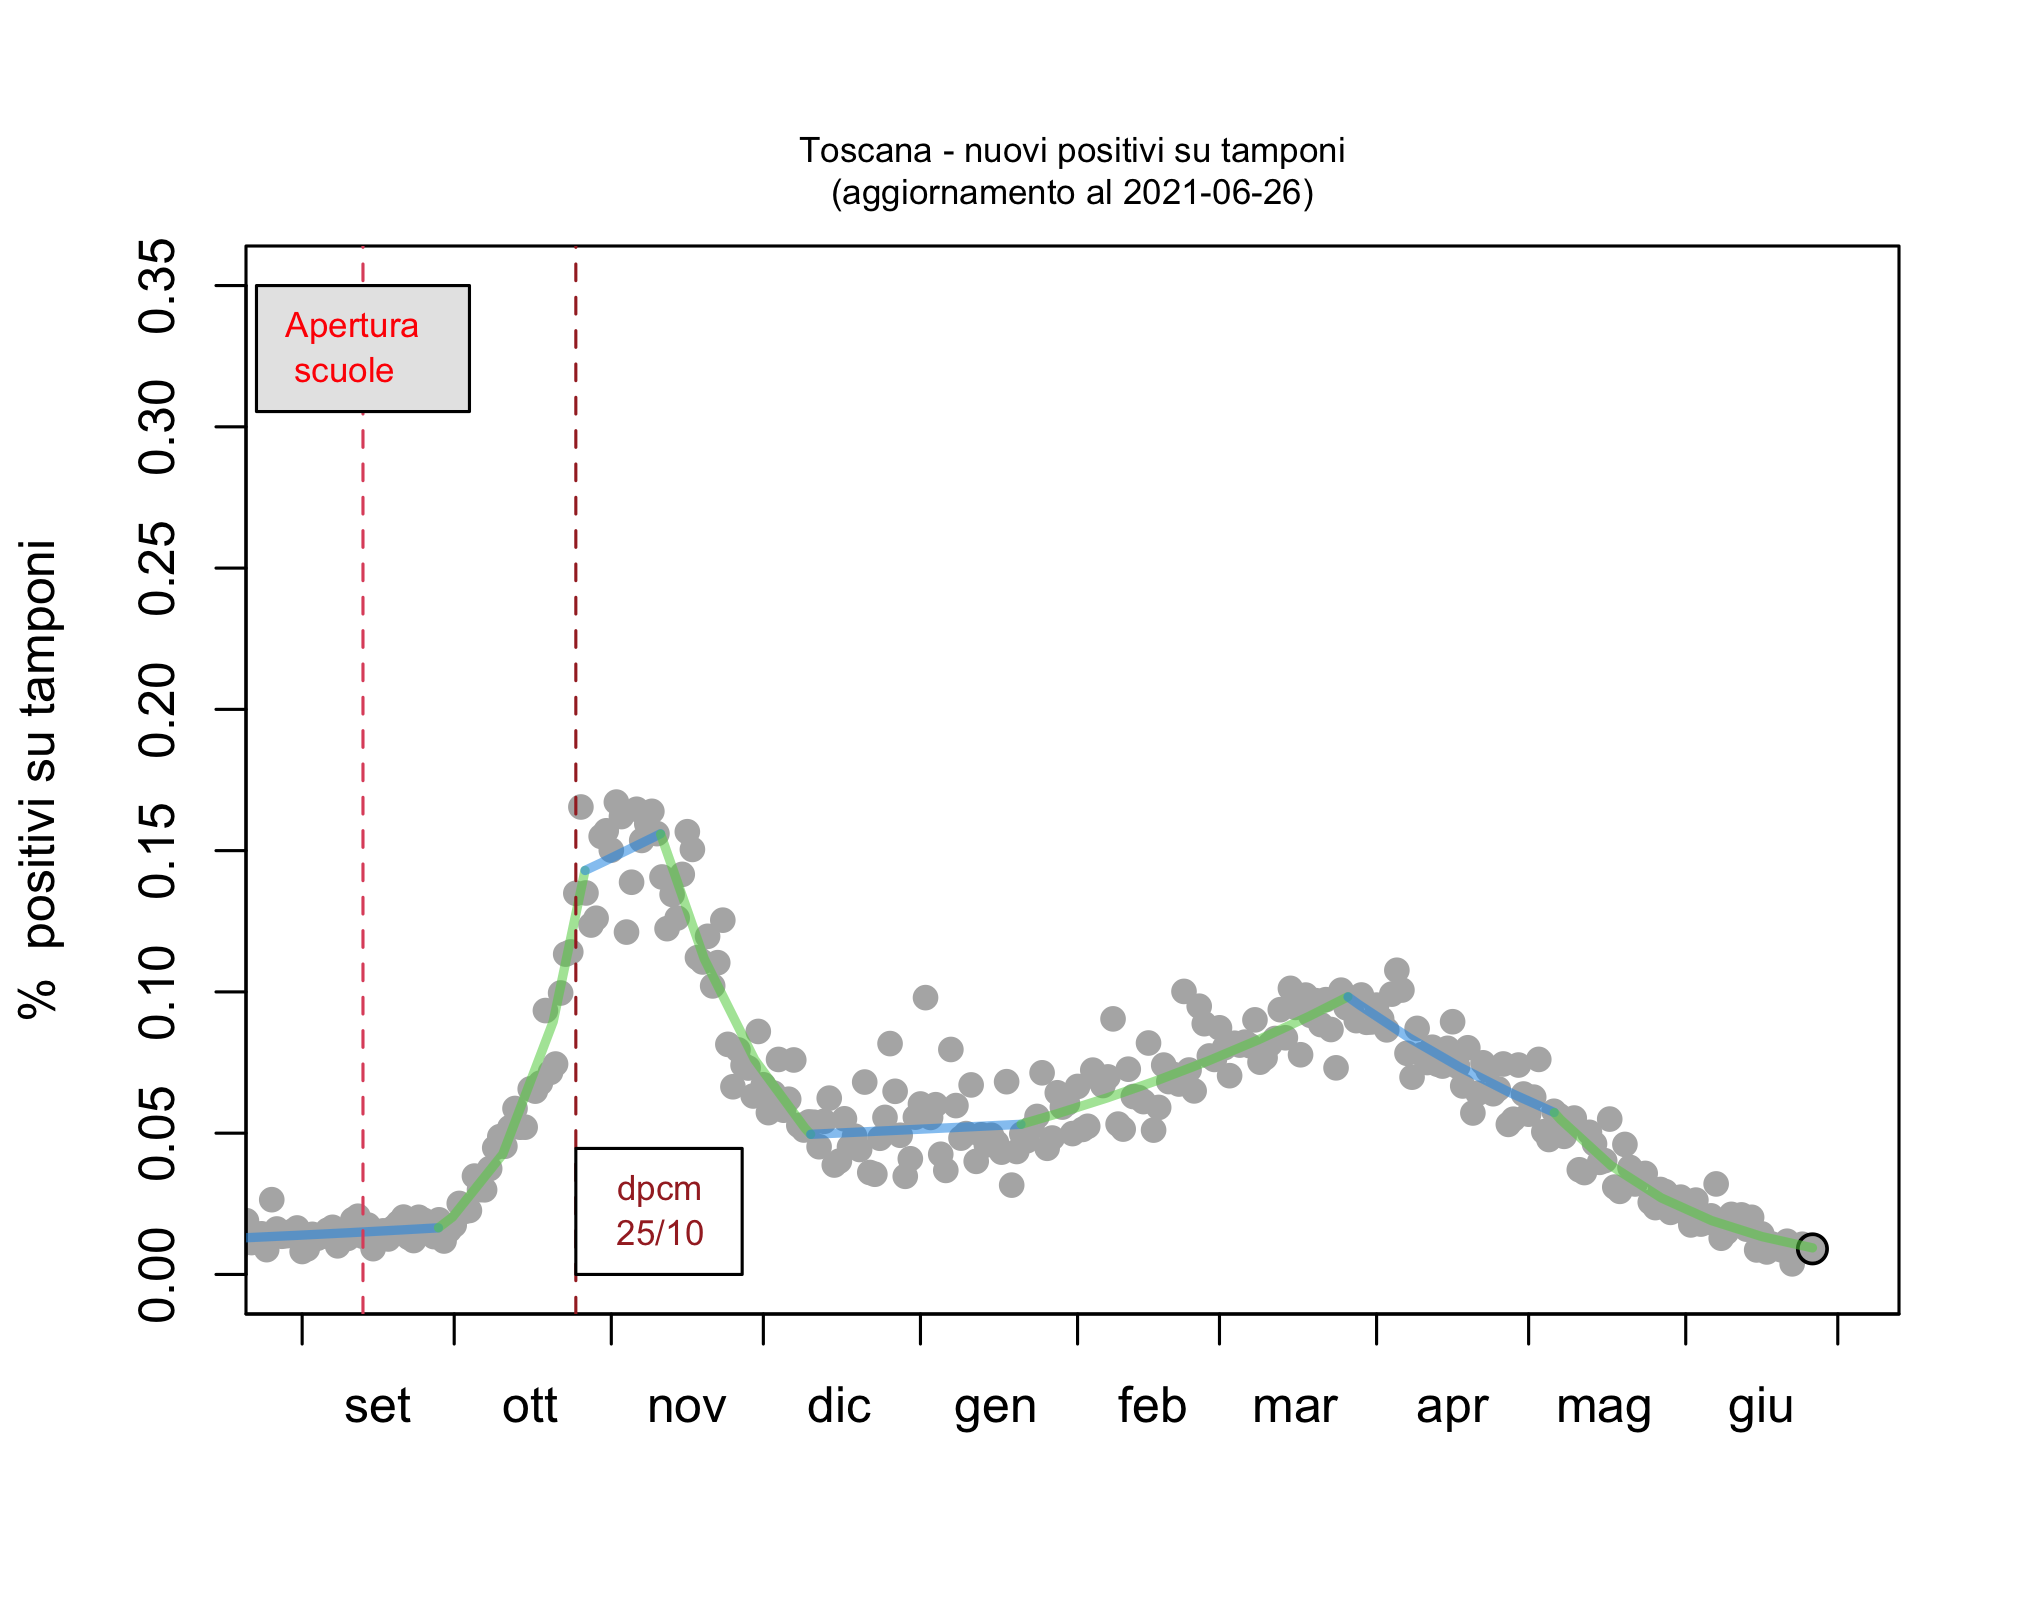 Toscana - nuovi positivi su tamponi
(aggiornamento al 2021-06-26)
% positivi su tamponi
0.35
0.30
0.25
0.20
0.15
0.10
0.05
0.00
Apertura
scuole
dpcm
25/10
set ott nov dic gen feb mar apr mag giu